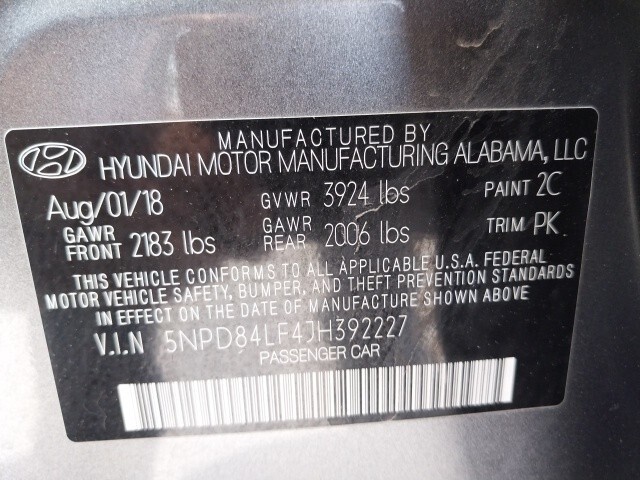 MANUFACTURED BY
HYUNDAI MOTOR MANUFACTURING ALABAMA, LLC
Aug/01/18 GVWR 3924 lbs PAINT 2C
GAWR FRONT 2183 lbs GAWR REAR 2006 lbs TRIM PK
THIS VEHICLE CONFORMS TO ALL APPLICABLE U.S.A. FEDERAL
MOTOR VEHICLE SAFETY, BUMPER, AND THEFT PREVENTION STANDARDS
IN EFFECT ON THE DATE OF MANUFACTURE SHOWN ABOVE.
V.I.N 5NPD84LF4JH392227
PASSENGER CAR